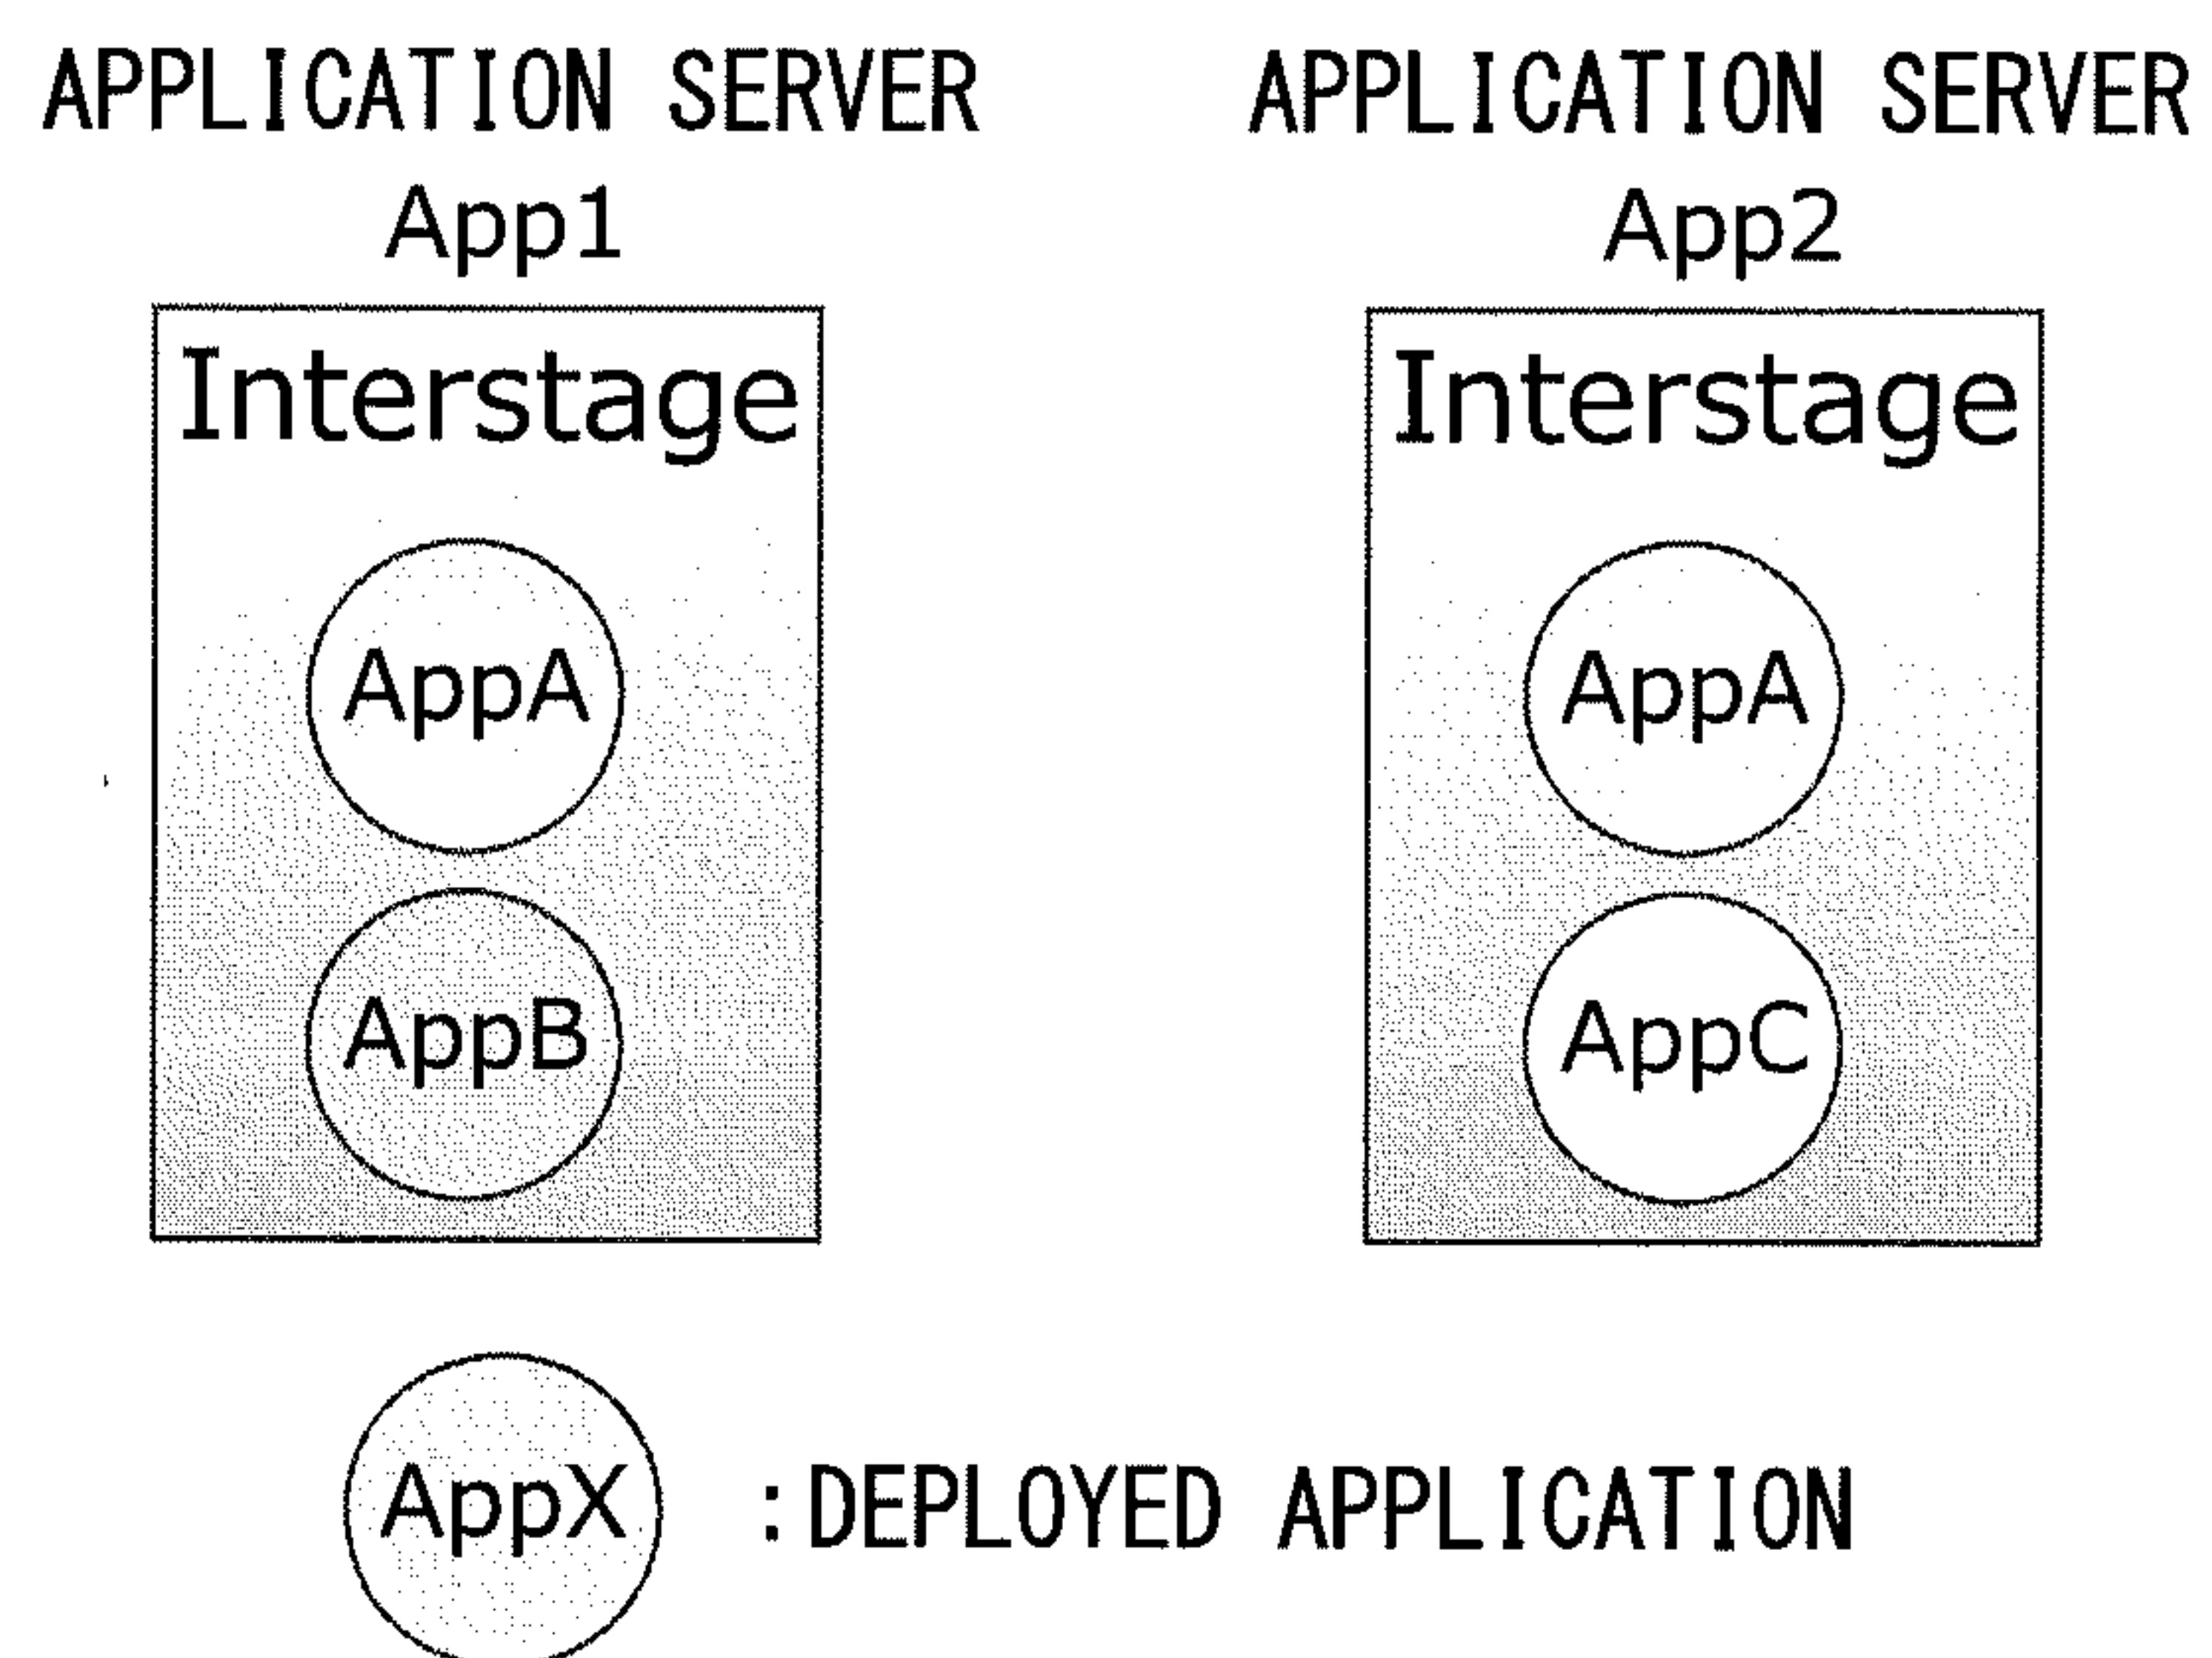 APPLICATION SERVER
App1
Interstage
AppA
AppB
APPLICATION SERVER
App2
Interstage
AppA
AppC
AppX :DEPLOYED APPLICATION